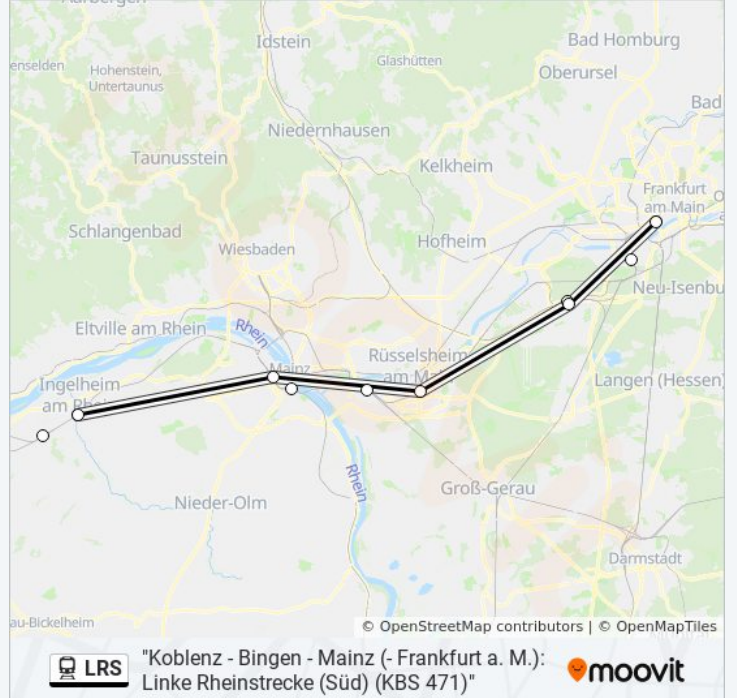 Idstein
Bad Homburg
Glashütten
enselden
Hohenstein,
Untertaunus
Oberursel
Bad
Niedernhausen
Taunusstein
Kelkheim
Frankfurt
am Main
Schlangenbad
Hofheim
Wiesbaden
Neu-Isenbu
Eltville am Rhein
Rhein
Mainz
Rüsselsheim
am Ma
Ingelheim
am Rh
Langen (Hessen)
Rhein
Groß-Gerau
Nieder-Olm
Darmstadt
au-Bickelheim
© OpenStreetMap contributors | © OpenMapTiles
LRS
"Koblenz - Bingen - Mainz (- Frankfurt a. M.):
Linke Rheinstrecke (Süd) (KBS 471)"
moovit